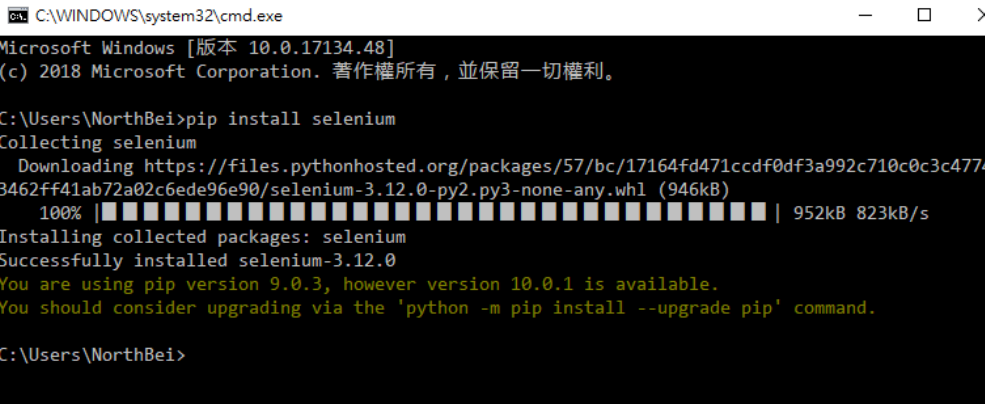 C:\WINDOWS\system32\cmd.exe
Microsoft Windows [版本 10.0.17134.48]
(c) 2018 Microsoft Corporation. 著作權所有，並保留一切權利。
C:\Users\NorthBei>pip install selenium
Collecting selenium
Downloading https://files.pythonhosted.org/packages/57/bc/17164fd471ccdf0df3a992c710c0c3c4774
3462ff41ab72a02c6ede96e90/selenium-3.12.0-py2.py3-none-any.whl (946kB)
100% |████████████████████████████████| 952kB 823kB/s
Installing collected packages: selenium
Successfully installed selenium-3.12.0
You are using pip version 9.0.3, however version 10.0.1 is available.
You should consider upgrading via the 'python -m pip install --upgrade pip' command.
C:\Users\NorthBei>